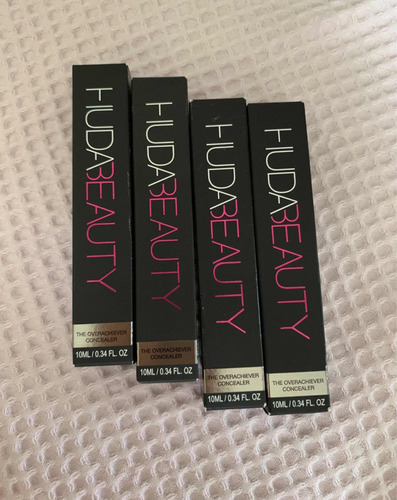 HUDABEAUTY
THE OVERACHIEVER
CONCEALER
10ML / 0.34 FL. OZ
HUDABEAUTY
THE OVERACHIEVER
CONCEALER
10ML / 0.34 FL. OZ
HUDABEAUTY
THE OVERACHIEVER
CONCEALER
10ML / 0.34 FL. OZ
HUDABEAUTY
THE OVERACHIEVER
CONCEALER
10ML / 0.34 FL. OZ